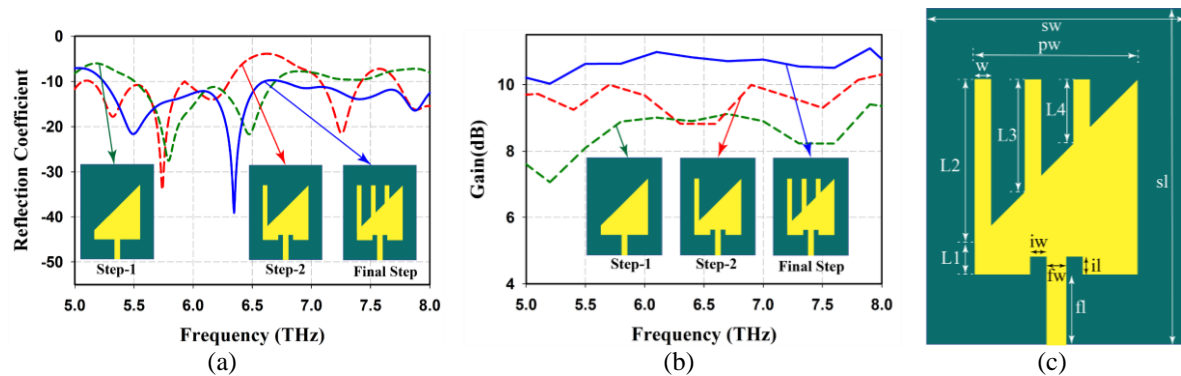 0
-10
-20
-30
-40
-50
Reflection Coefficient
Step-1
Step-2
Final Step
5.0 5.5 6.0 6.5 7.0 7.5 8.0
Frequency (THz)
(a)
12
10
8
6
4
Gain(dB)
Step-1
Step-2
Final Step
5.0 5.5 6.0 6.5 7.0 7.5 8.0
Frequency (THz)
(b)
sw
pw
w
L4
L3
L2
sl
iw
L1
fw
il
fl
(c)